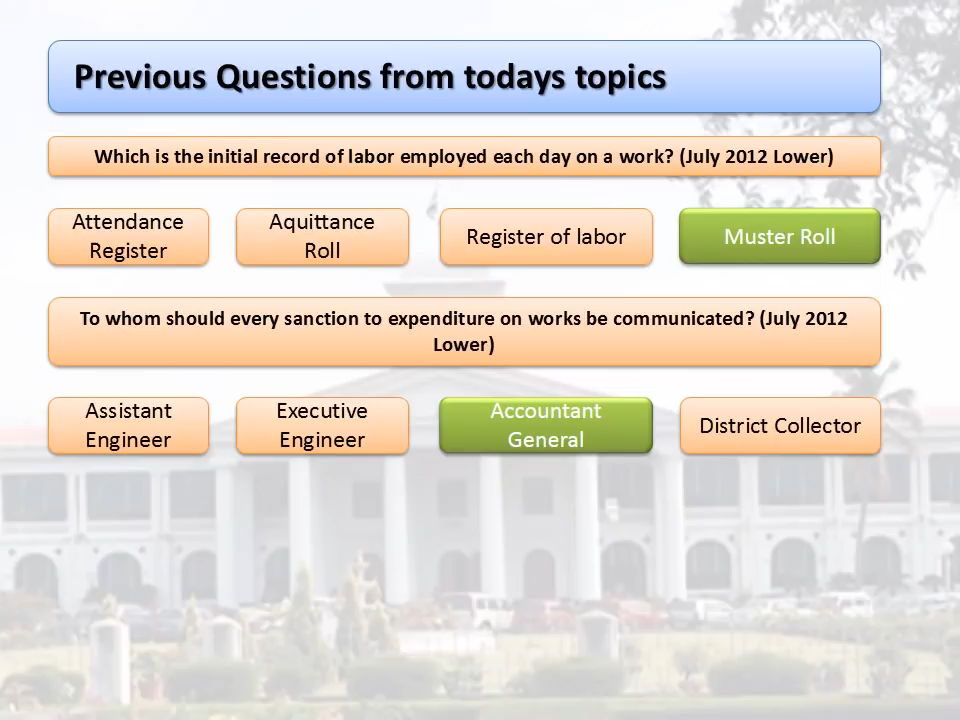 Previous Questions from todays topics
Which is the initial record of labor employed each day on a work? (July 2012 Lower)
Attendance
Register
Aquittance
Roll
Register of labor
Muster Roll
To whom should every sanction to expenditure on works be communicated? (July 2012
Lower)
Assistant
Engineer
Executive
Engineer
Accountant
General
District Collector